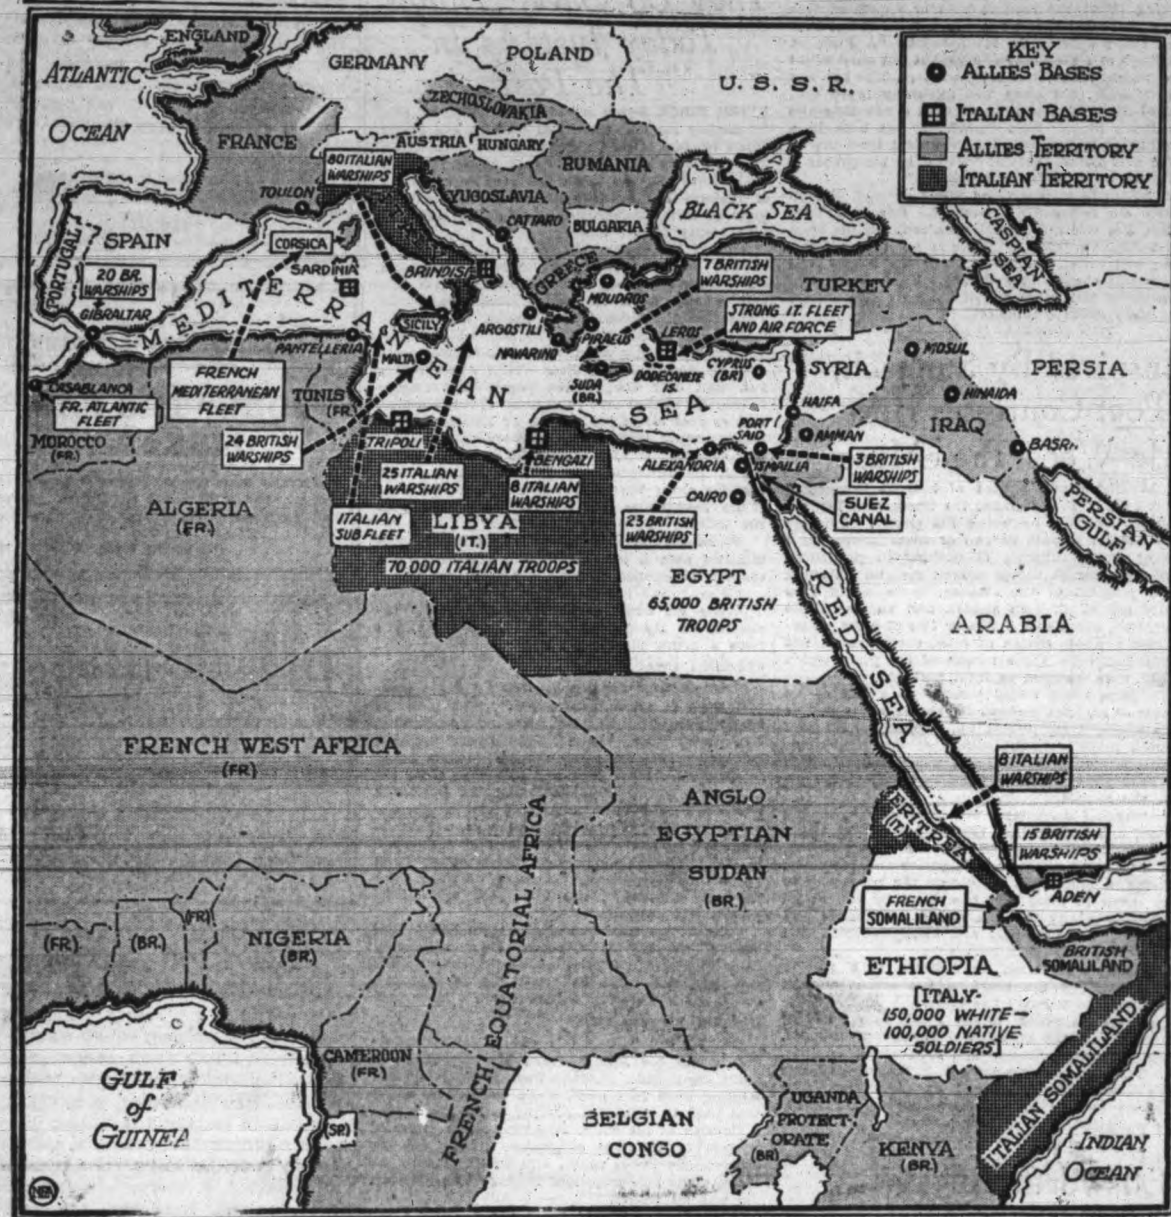 KEY
ALLIES' BASES
ITALIAN BASES
ALLIES TERRITORY
ITALIAN TERRITORY
ENGLAND
ATLANTIC
OCEAN
GERMANY
POLAND
U. S. S. R.
CZECHOSLOVAKIA
FRANCE
AUSTRIA
HUNGARY
RUMANIA
80 ITALIAN
WARSHIPS
TOULON
YUGOSLAVIA
CATTARO
BULGARIA
BLACK SEA
CASPIAN
SEA
PORTUGAL
SPAIN
CORSICA
SARDINIA
BRINDISI
GREECE
MOUDROS
7 BRITISH
WARSHIPS
TURKEY
20 BR.
WARSHIPS
GIBRALTAR
MEDITERRANEAN
SEA
SICILY
ARGOSTILI
PIRAEUS
LEROS
STRONG IT. FLEET
AND AIR FORCE
PANTELLERIA
MALTA
NAVARINO
SUDA
(BR.)
DODECANESE
IS.
CYPRUS
(BR)
SYRIA
MOSUL
PERSIA
CASABLANCA
FR. ATLANTIC
FLEET
FRENCH
MEDITERRANEAN
FLEET
TUNIS
(FR.)
HAIFA
HINAIDA
IRAQ
MOROCCO
(FR.)
24 BRITISH
WARSHIPS
TRIPOLI
BENGAZI
PORT
SAID
AMMAN
BASRA
ALEXANDRIA
ISMAILIA
3 BRITISH
WARSHIPS
25 ITALIAN
WARSHIPS
8 ITALIAN
WARSHIPS
CAIRO
SUEZ
CANAL
PERSIAN
GULF
ALGERIA
(FR.)
ITALIAN
SUB FLEET
LIBYA
(IT.)
23 BRITISH
WARSHIPS
70 000 ITALIAN TROOPS
EGYPT
65,000 BRITISH
TROOPS
RED SEA
ARABIA
FRENCH WEST AFRICA
(FR)
8 ITALIAN
WARSHIPS
ANGLO
EGYPTIAN
SUDAN
(BR.)
ERITREA
(IT.)
15 BRITISH
WARSHIPS
ADEN
FRENCH
SOMALILAND
(FR.)
(BR.)
(FR)
NIGERIA
(BR.)
FRENCH EQUATORIAL AFRICA
BRITISH
SOMALILAND
ETHIOPIA
[ITALY-
150,000 WHITE-
100,000 NATIVE
SOLDIERS]
ITALIAN SOMALILAND
CAMEROON
(FR.)
GULF
of
GUINEA
(SP.)
BELGIAN
CONGO
UGANDA
PROTECT-
ORATE
(BR)
KENYA
(BR.)
INDIAN
OCEAN
NEA